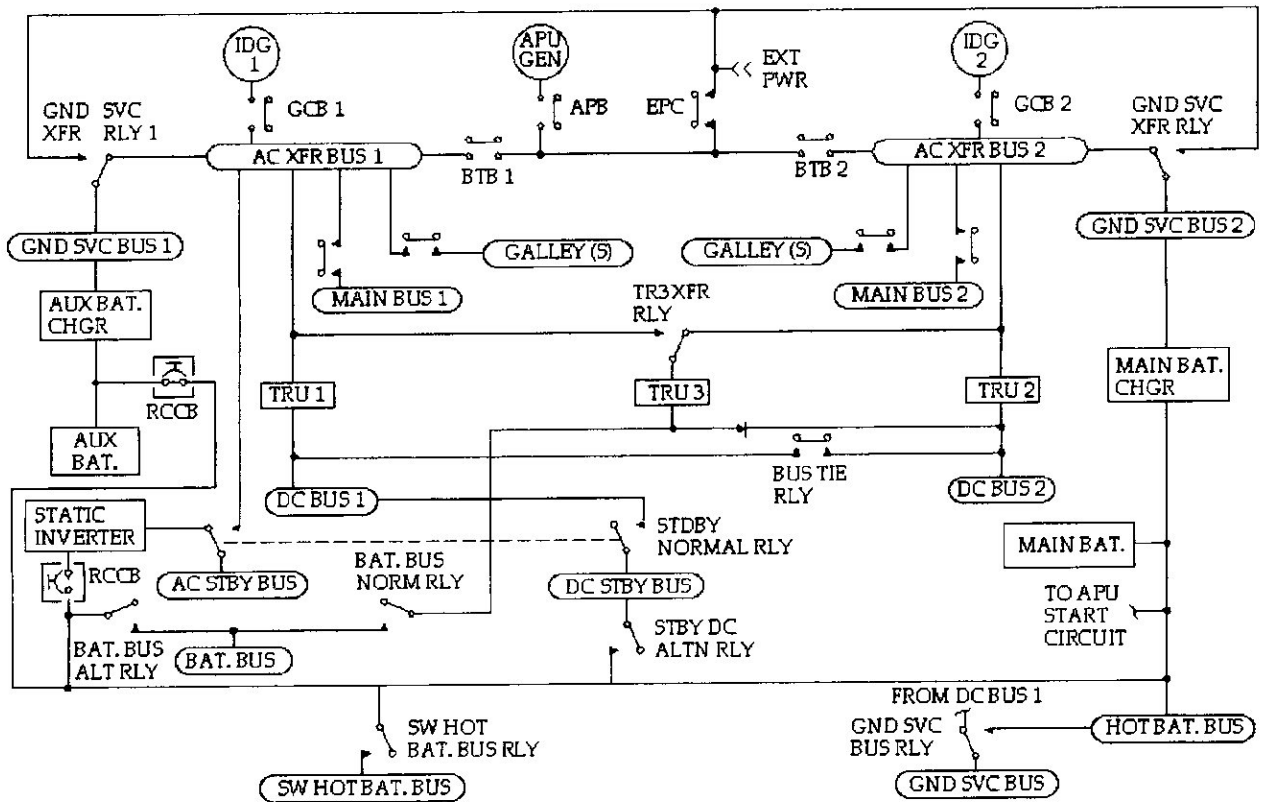 IDG
1
APU
GEN
IDG
2
EXT
PWR
GND SVC
XFR RLY 1
GCB 1
APB
EPC
GCB 2
GND SVC
XFR RLY
AC XFR BUS 1
BTB 1
BTB 2
AC XFR BUS 2
GND SVC BUS 1
GALLEY (S)
GALLEY (S)
GND SVC BUS 2
MAIN BUS 1
MAIN BUS 2
AUX BAT.
CHGR
TR3 XFR
RLY
RCCB
TRU 1
TRU 3
TRU 2
MAIN BAT.
CHGR
AUX
BAT.
BUS TIE
RLY
DC BUS 1
DC BUS 2
STATIC
INVERTER
STDBY
NORMAL RLY
MAIN BAT.
RCCB
AC STBY BUS
BAT. BUS
NORM RLY
DC STBY BUS
TO APU
START
CIRCUIT
BAT. BUS
ALT RLY
BAT. BUS
STBY DC
ALTN RLY
FROM DC BUS 1
SW HOT
BAT. BUS RLY
GND SVC
BUS RLY
HOT BAT. BUS
SW HOT BAT. BUS
GND SVC BUS